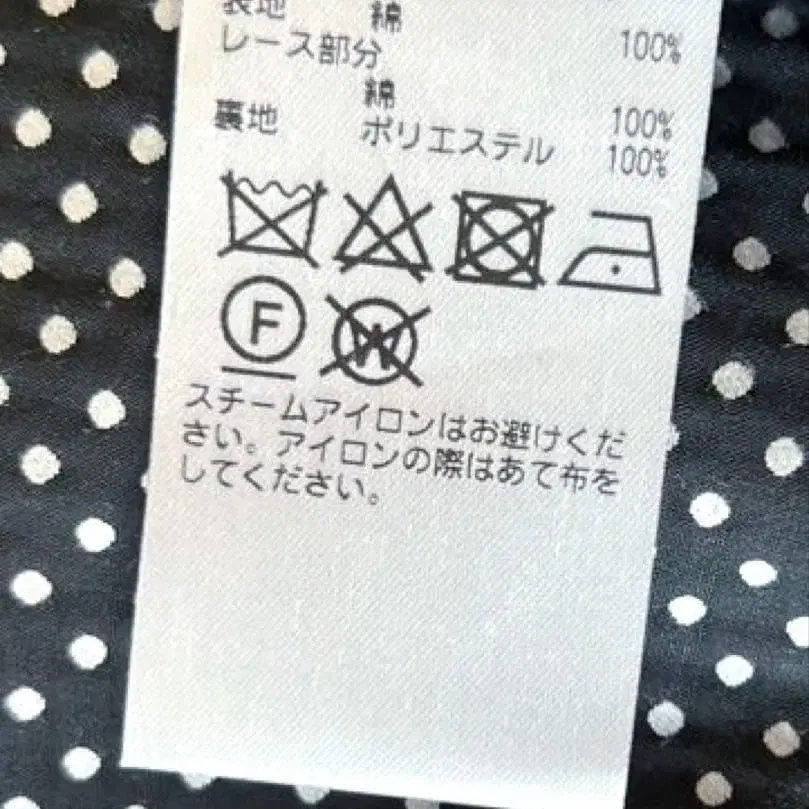 表地 綿 100%
レース部分
綿 100%
裏地 ポリエステル 100%
F
W
スチームアイロンはお避けくだ
さい。アイロンの際はあて布を
してください。